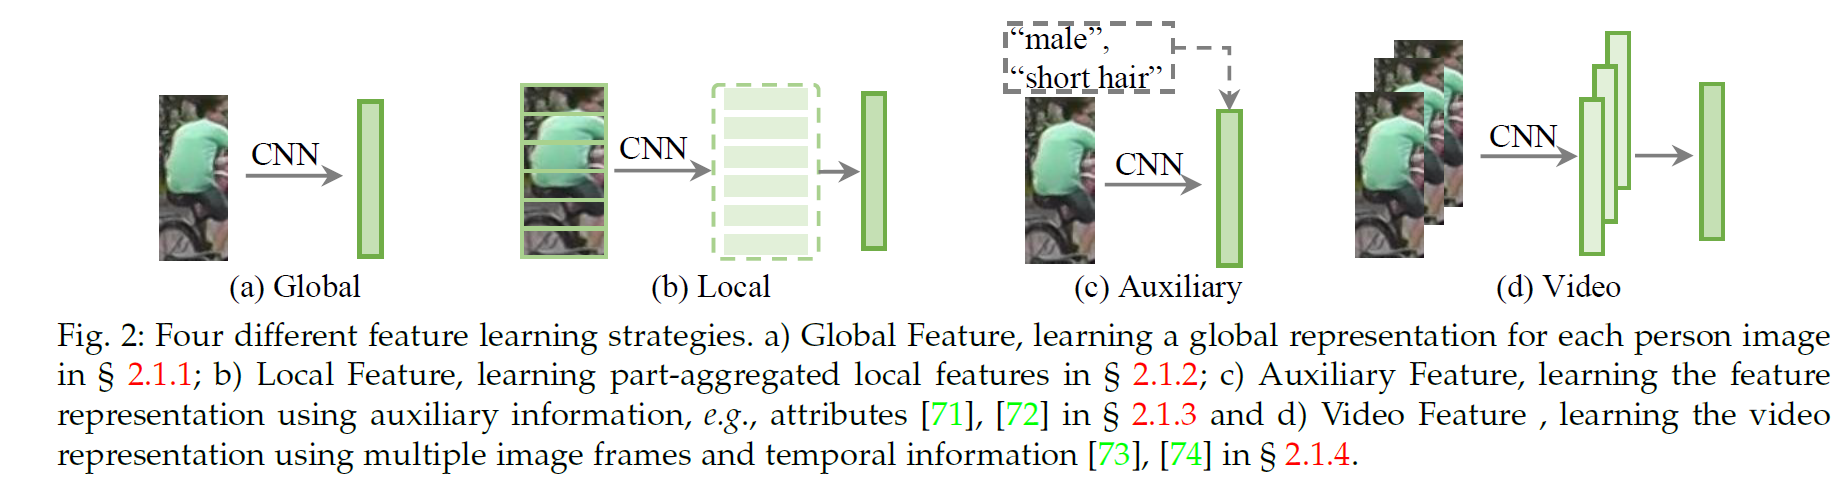 “male”,
“short hair”
CNN
CNN
CNN
CNN
(a) Global
(b) Local
(c) Auxiliary
(d) Video
Fig. 2: Four different feature learning strategies. a) Global Feature, learning a global representation for each person image
in § 2.1.1; b) Local Feature, learning part-aggregated local features in § 2.1.2; c) Auxiliary Feature, learning the feature
representation using auxiliary information, e.g., attributes [71], [72] in § 2.1.3 and d) Video Feature , learning the video
representation using multiple image frames and temporal information [73], [74] in § 2.1.4.